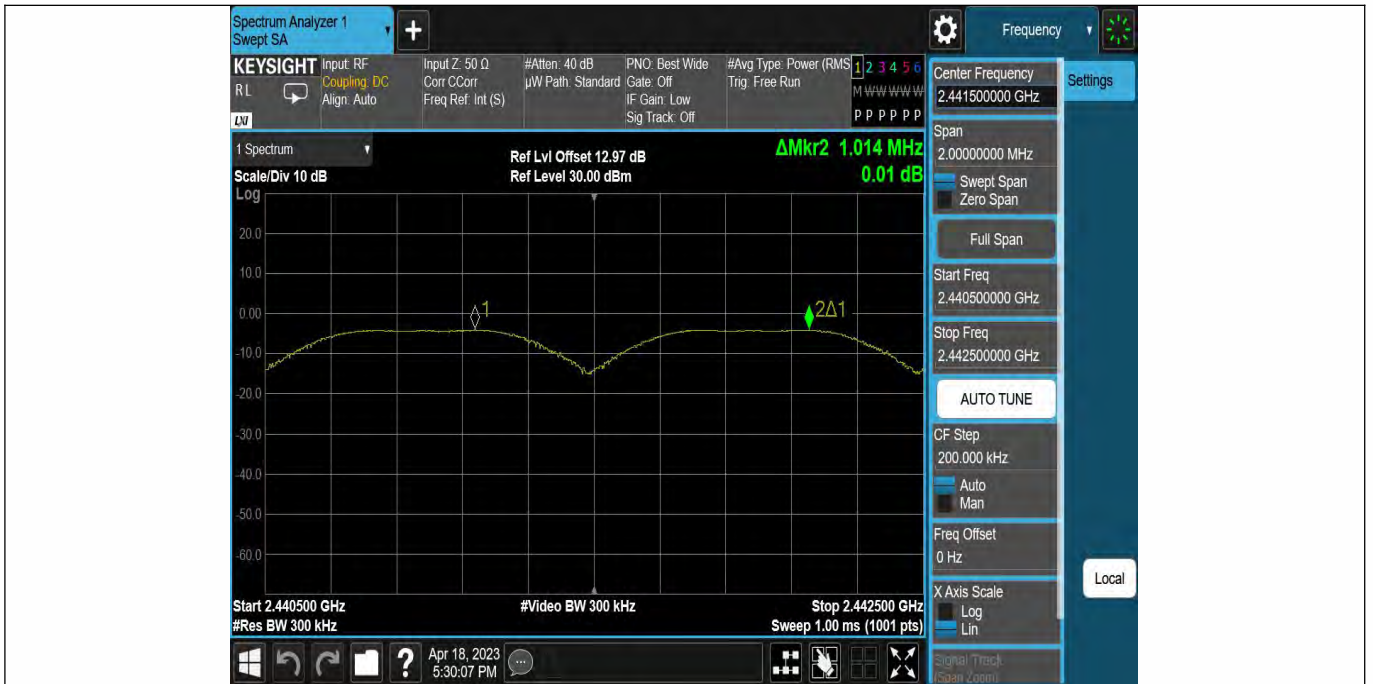 Spectrum Analyzer 1
Swept SA
+
Frequency
KEYSIGHT
RL
LXI
Input: RF
Coupling: DC
Align: Auto
Input Z: 50 Ω
Corr CCorr
Freq Ref: Int (S)
#Atten: 40 dB
µW Path: Standard
PNO: Best Wide
Gate: Off
IF Gain: Low
Sig Track: Off
#Avg Type: Power (RMS
Trig: Free Run
1 2 3 4 5 6
M W W W W W
P P P P P P
1 Spectrum
Scale/Div 10 dB
Ref Lvl Offset 12.97 dB
Ref Level 30.00 dBm
ΔMkr2 1.014 MHz
0.01 dB
Log
20.0
10.0
0.00
-10.0
-20.0
-30.0
-40.0
-50.0
-60.0
1
2Δ1
Start 2.440500 GHz
#Res BW 300 kHz
#Video BW 300 kHz
Stop 2.442500 GHz
Sweep 1.00 ms (1001 pts)
Center Frequency
2.441500000 GHz
Settings
Span
2.00000000 MHz
Swept Span
Zero Span
Full Span
Start Freq
2.440500000 GHz
Stop Freq
2.442500000 GHz
AUTO TUNE
CF Step
200.000 kHz
Auto
Man
Freq Offset
0 Hz
X Axis Scale
Log
Lin
Signal Track
(Span Zoom)
Local
?
Apr 18, 2023
5:30:07 PM